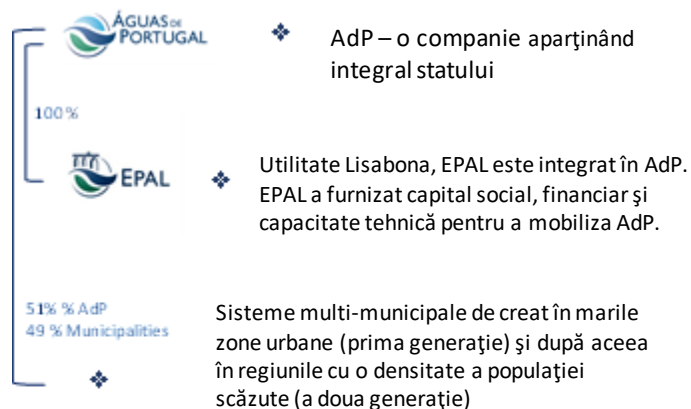 ÁGUAS DE
PORTUGAL
❖ AdP – o companie aparţinând
integral statului
100 %
EPAL
❖ Utilitate Lisabona, EPAL este integrat în AdP.
EPAL a furnizat capital social, financiar şi
capacitate tehnică pentru a mobiliza AdP.
51% % AdP
49 % Municipalities
❖ Sisteme multi-municipale de creat în marile
zone urbane (prima generaţie) şi după aceea
în regiunile cu o densitate a populaţiei
scăzute (a doua generaţie)